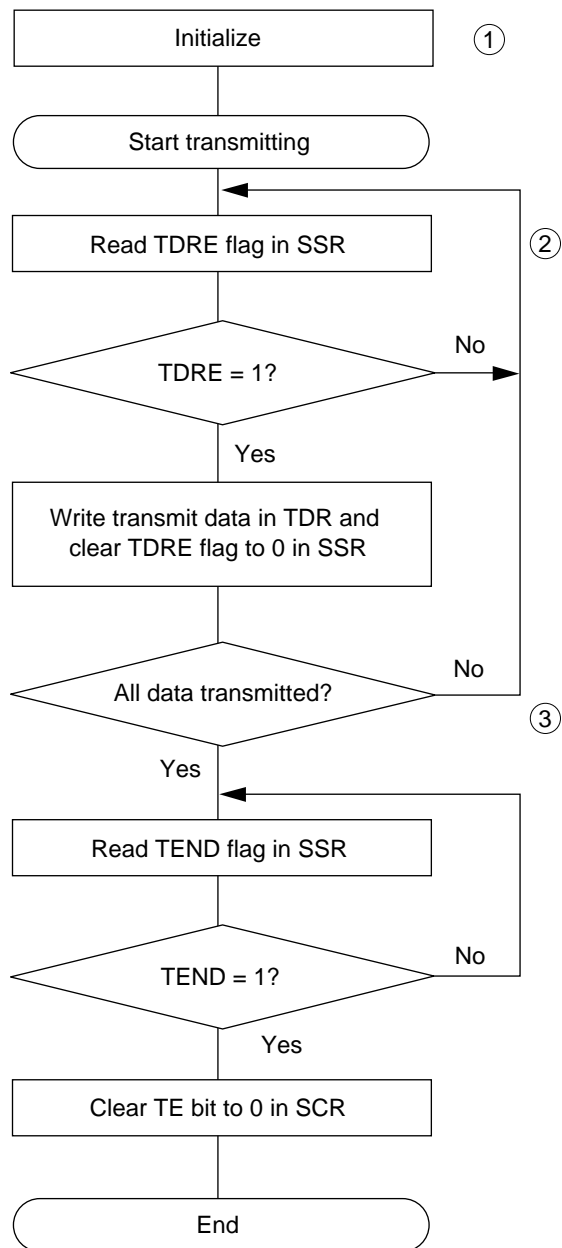 Initialize
①
Start transmitting
Read TDRE flag in SSR
②
TDRE = 1?
No
Yes
Write transmit data in TDR and
clear TDRE flag to 0 in SSR
All data transmitted?
No
③
Yes
Read TEND flag in SSR
TEND = 1?
No
Yes
Clear TE bit to 0 in SCR
End